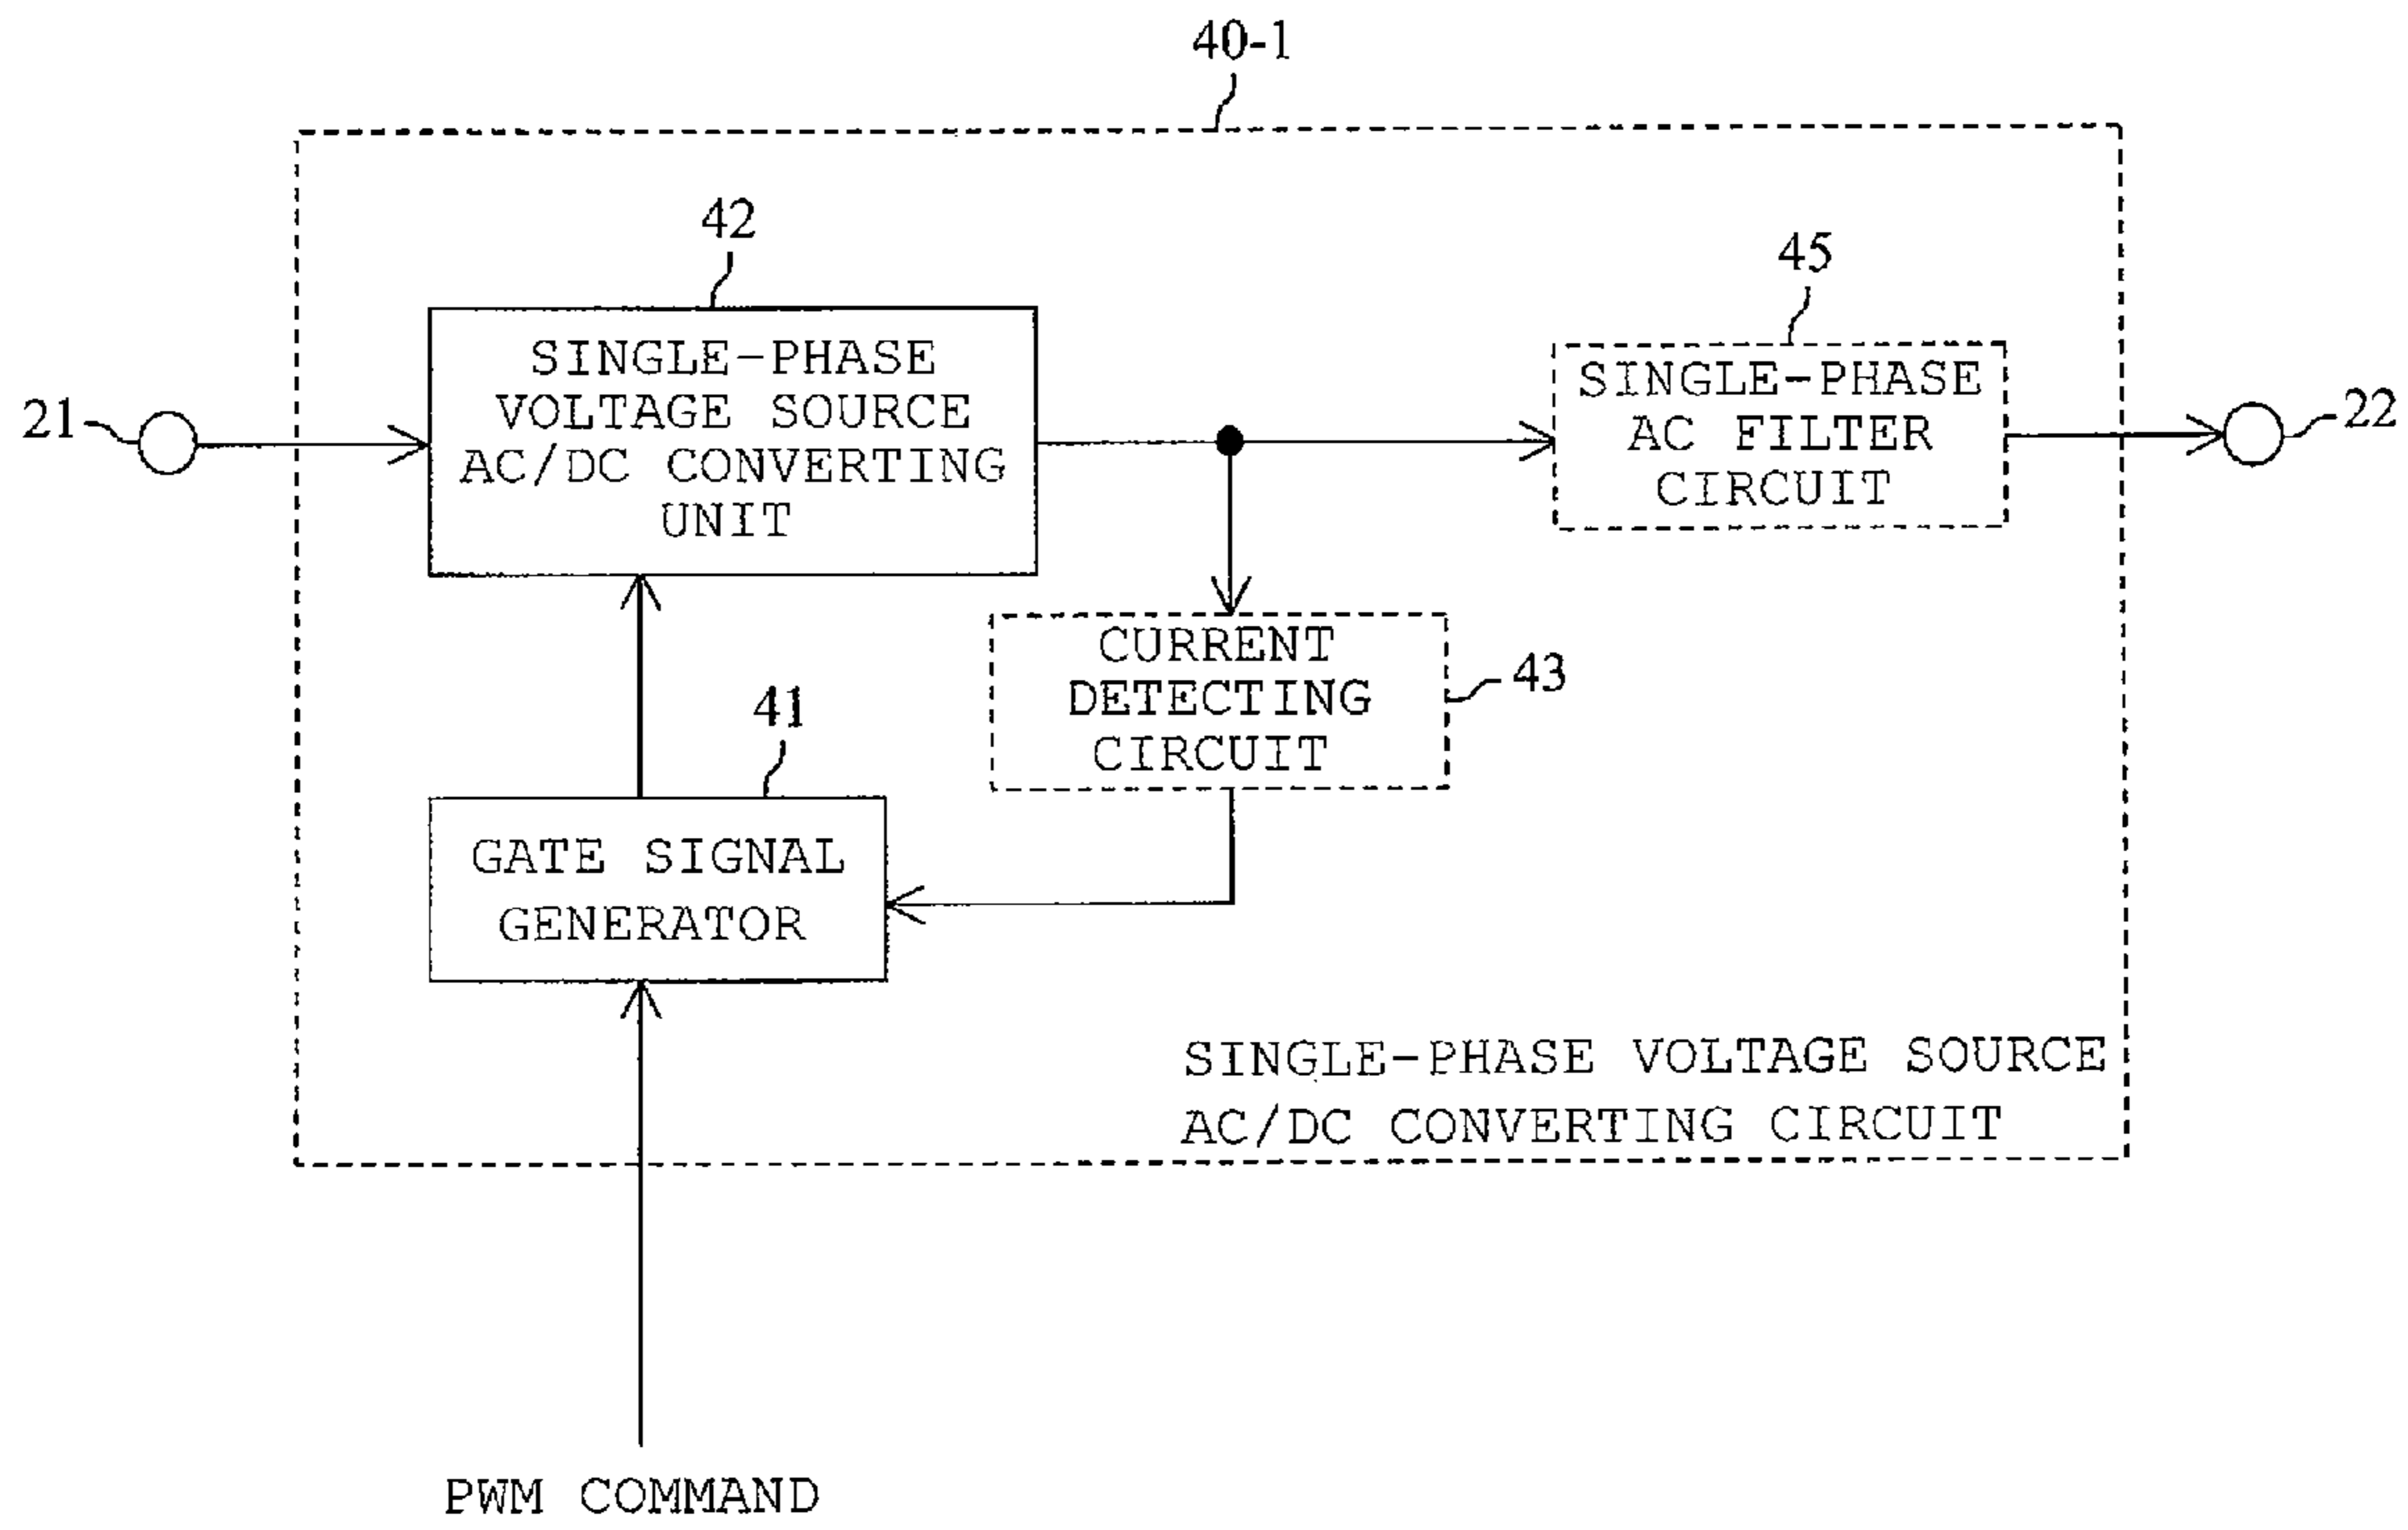 40-1
42
SINGLE-PHASE
VOLTAGE SOURCE
AC/DC CONVERTING
UNIT
45
SINGLE-PHASE
AC FILTER
CIRCUIT
21
22
CURRENT
DETECTING
CIRCUIT
43
41
GATE SIGNAL
GENERATOR
SINGLE-PHASE VOLTAGE SOURCE
AC/DC CONVERTING CIRCUIT
PWM COMMAND